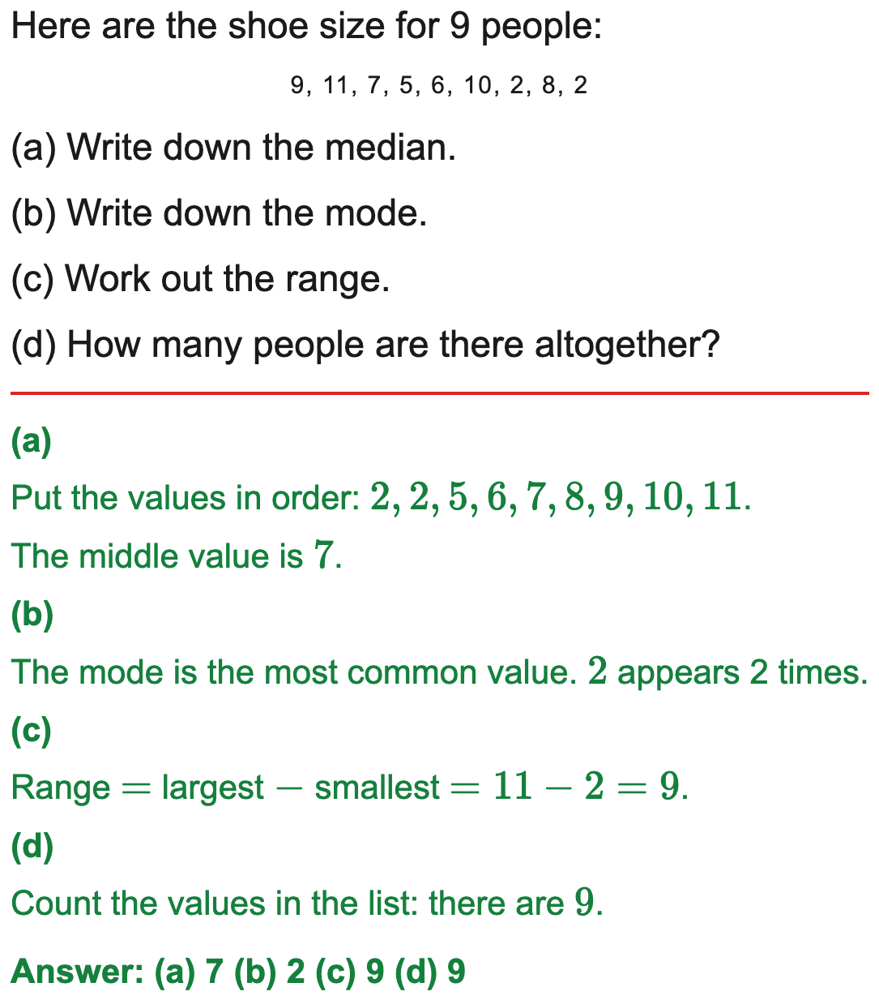 Here are the shoe size for 9 people:
9, 11, 7, 5, 6, 10, 2, 8, 2
(a) Write down the median.
(b) Write down the mode.
(c) Work out the range.
(d) How many people are there altogether?
(a)
Put the values in order: 2, 2, 5, 6, 7, 8, 9, 10, 11.
The middle value is 7.
(b)
The mode is the most common value. 2 appears 2 times.
(c)
Range = largest − smallest = 11 − 2 = 9.
(d)
Count the values in the list: there are 9.
Answer: (a) 7 (b) 2 (c) 9 (d) 9